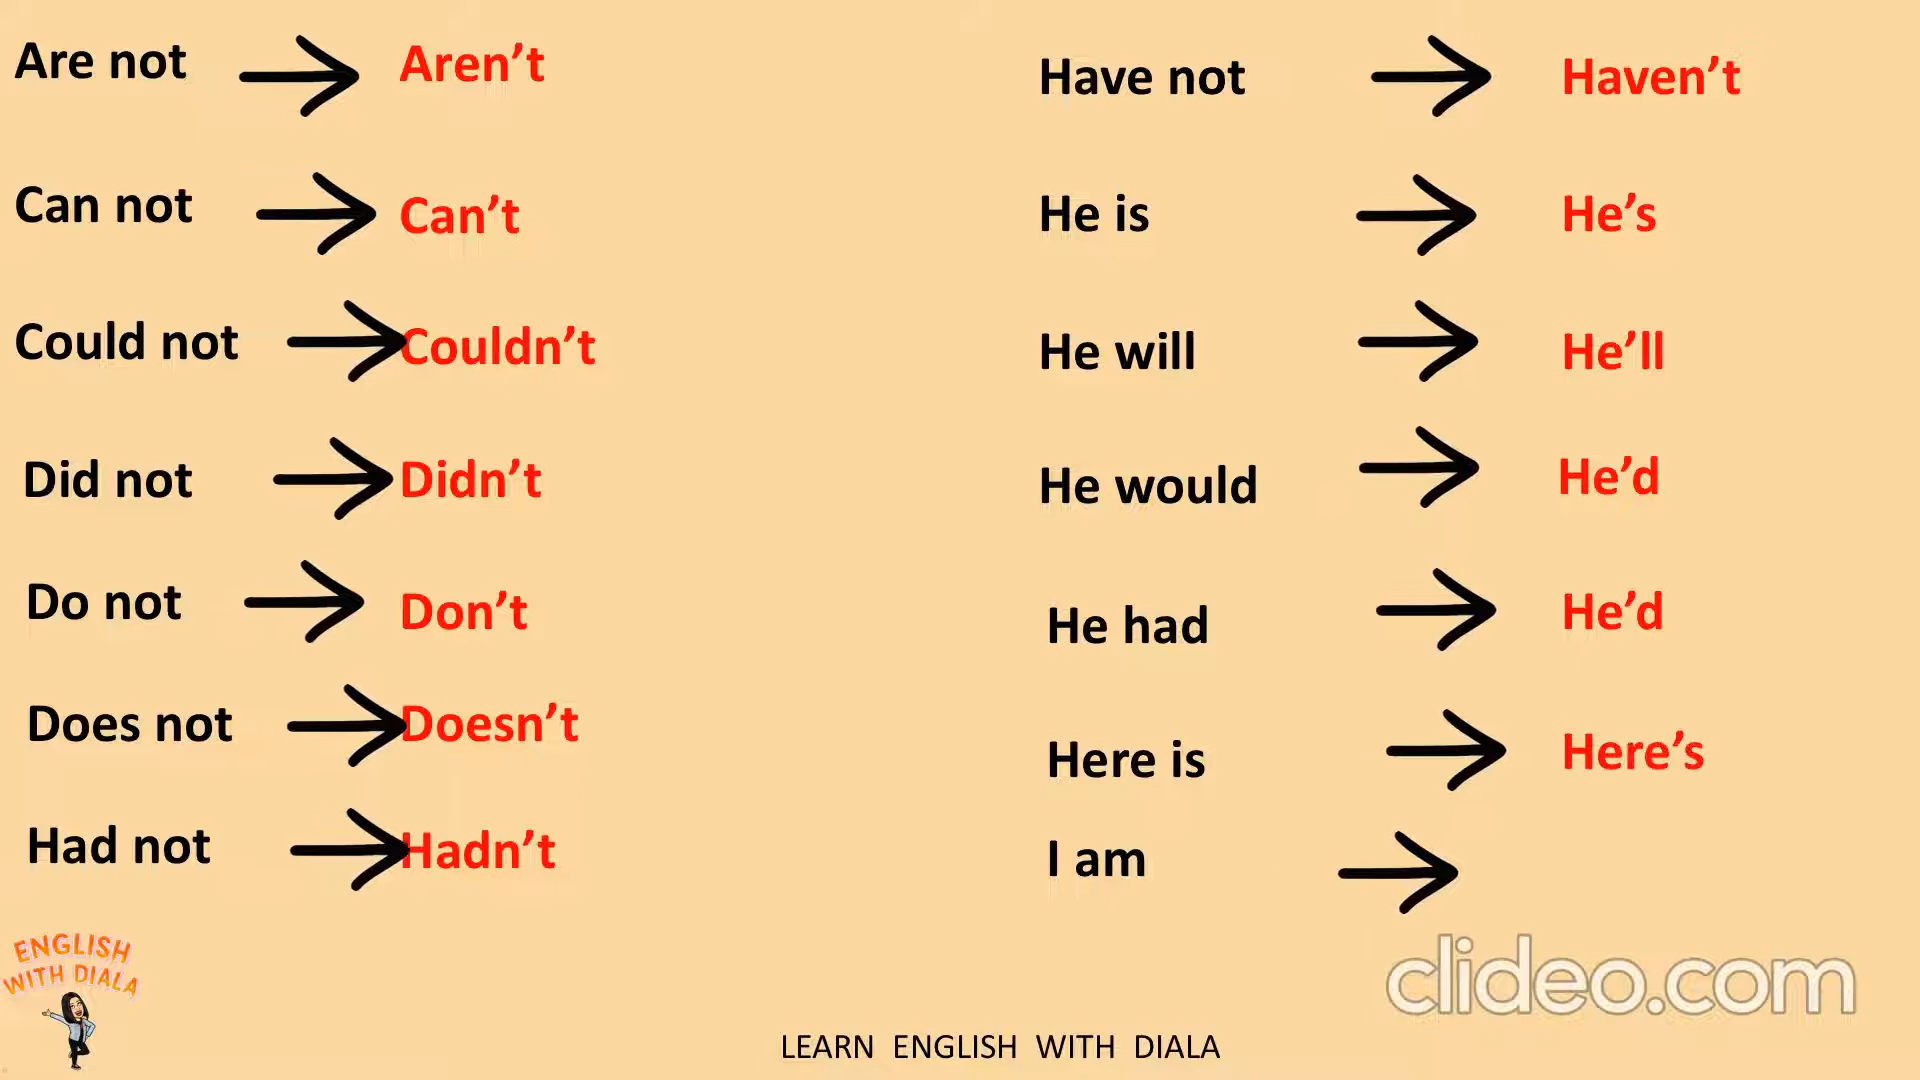 Are not → Aren’t
Can not → Can’t
Could not → Couldn’t
Did not → Didn’t
Do not → Don’t
Does not → Doesn’t
Had not → Hadn’t
Have not → Haven’t
He is → He’s
He will → He’ll
He would → He’d
He had → He’d
Here is → Here’s
I am →
ENGLISH
WITH DIALA
clideo.com
LEARN ENGLISH WITH DIALA